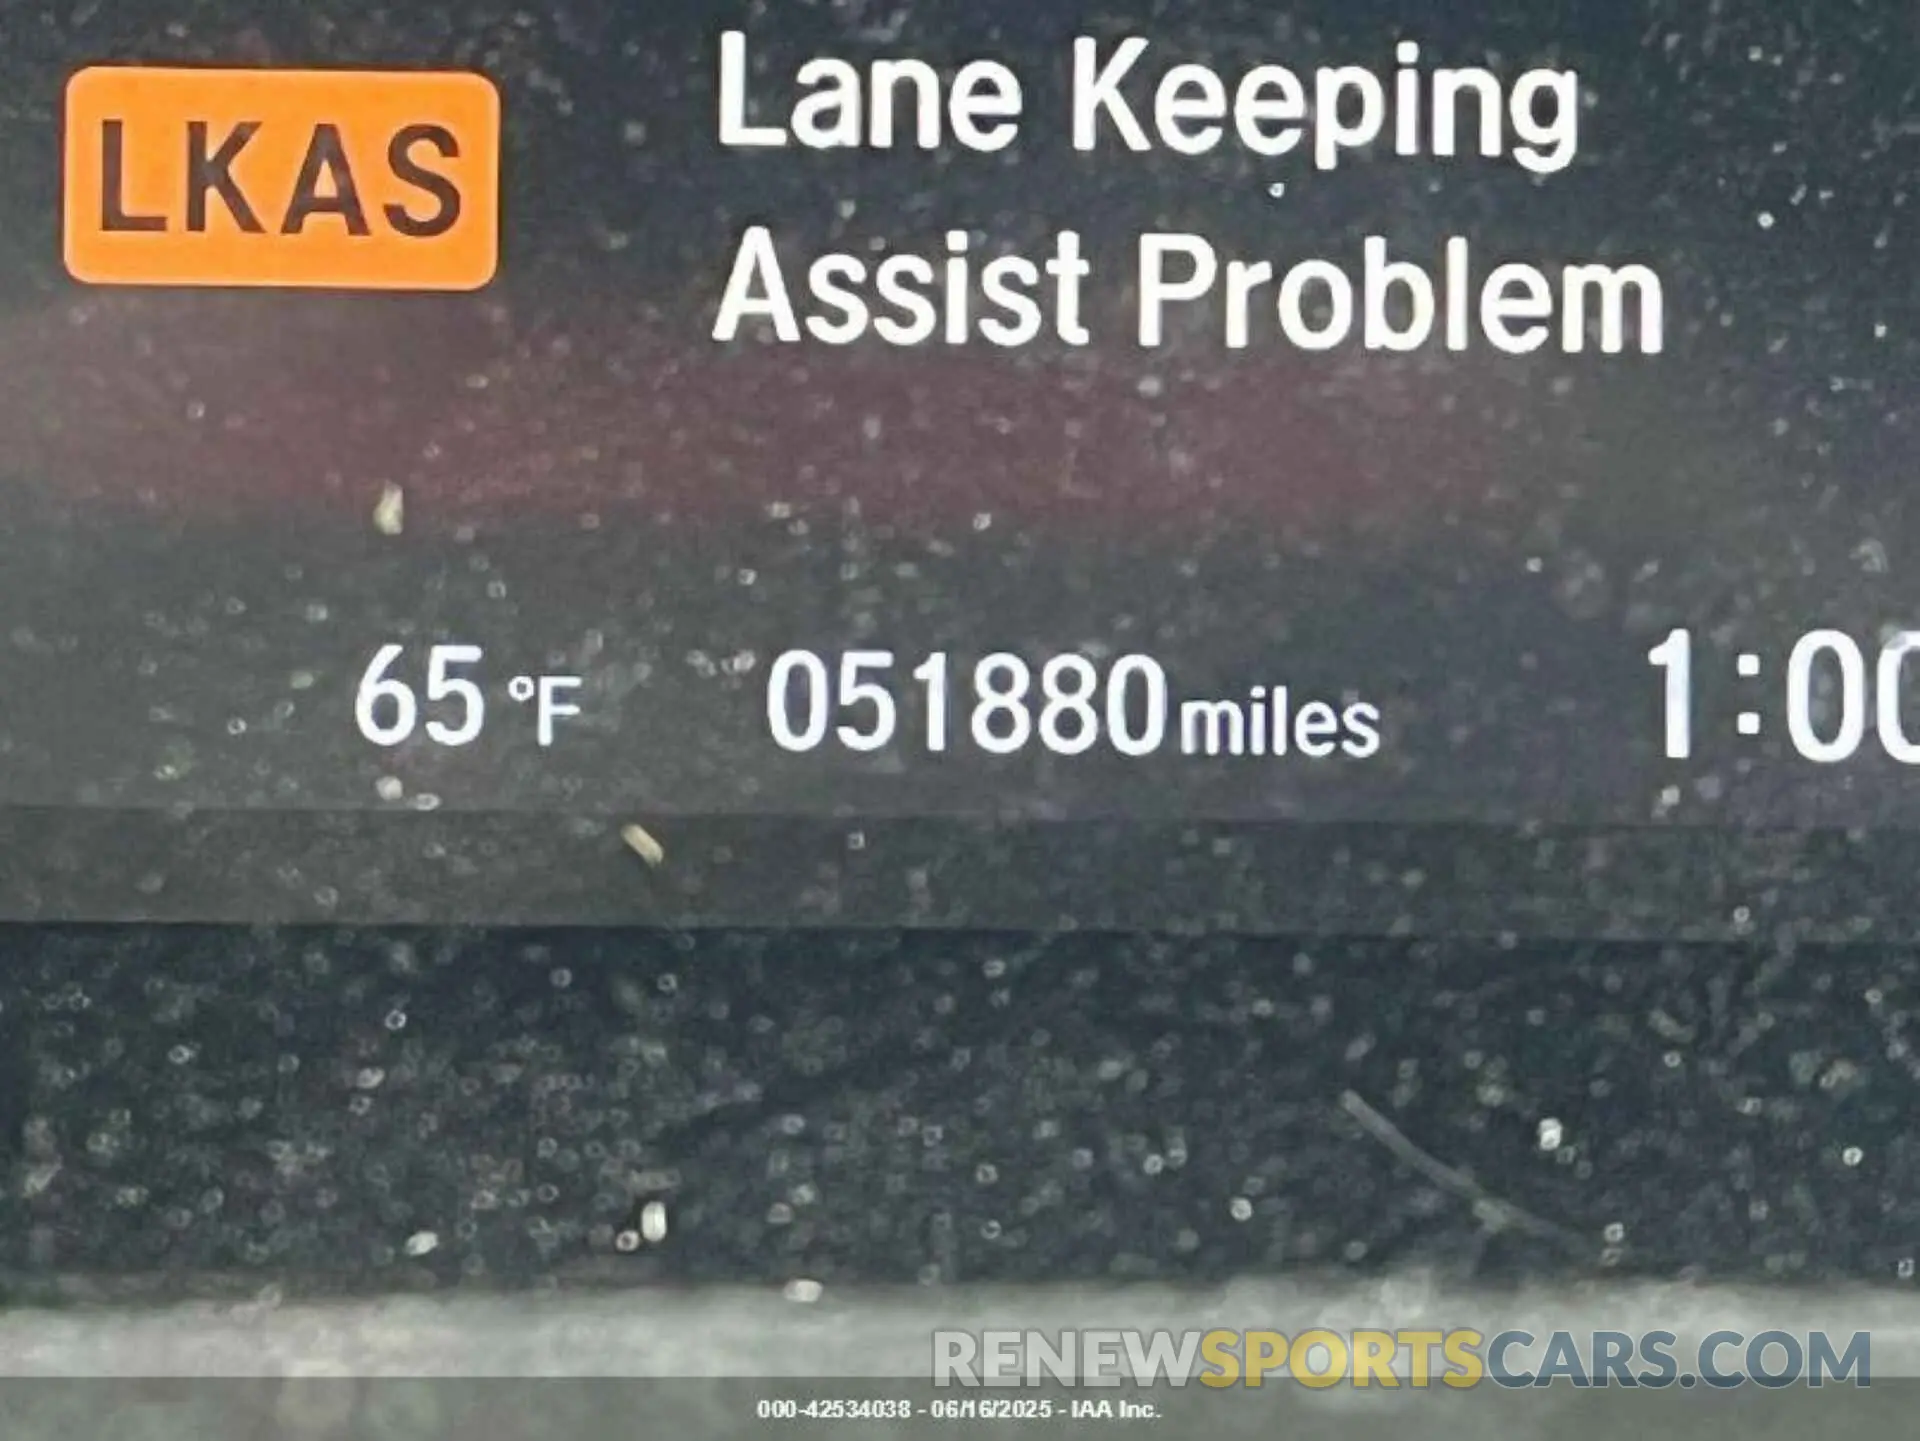 LKAS
Lane Keeping
Assist Problem
65 °F 051880 miles 1:00
RENEWSPORTSCARS.COM
000-42534038 - 06/16/2025 - IAA Inc.